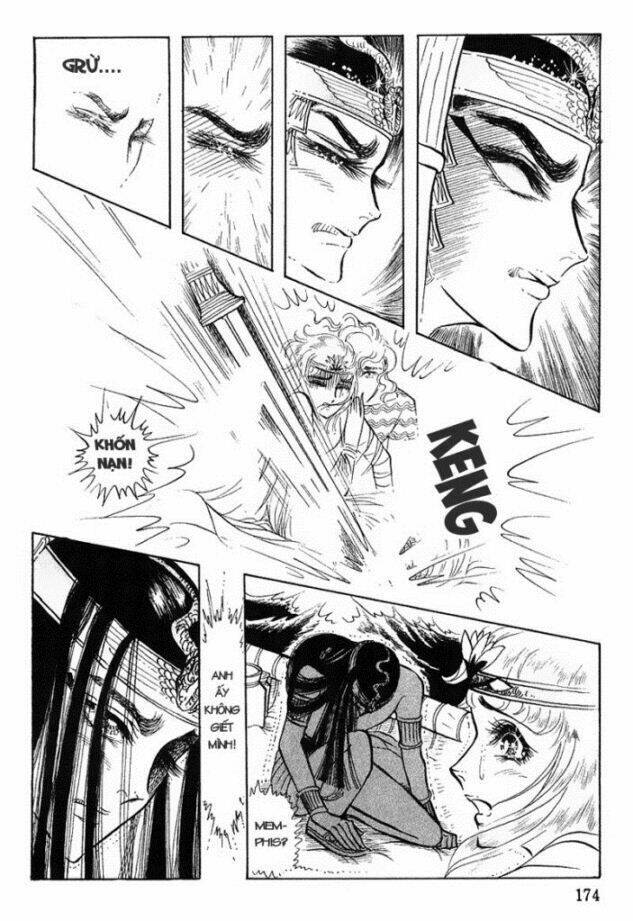 GRỪ....
KHỐN
NẠN!
KENG
ANH
ẤY
KHÔNG
GIẾT
MÌNH!
MEM-
PHIS?
174